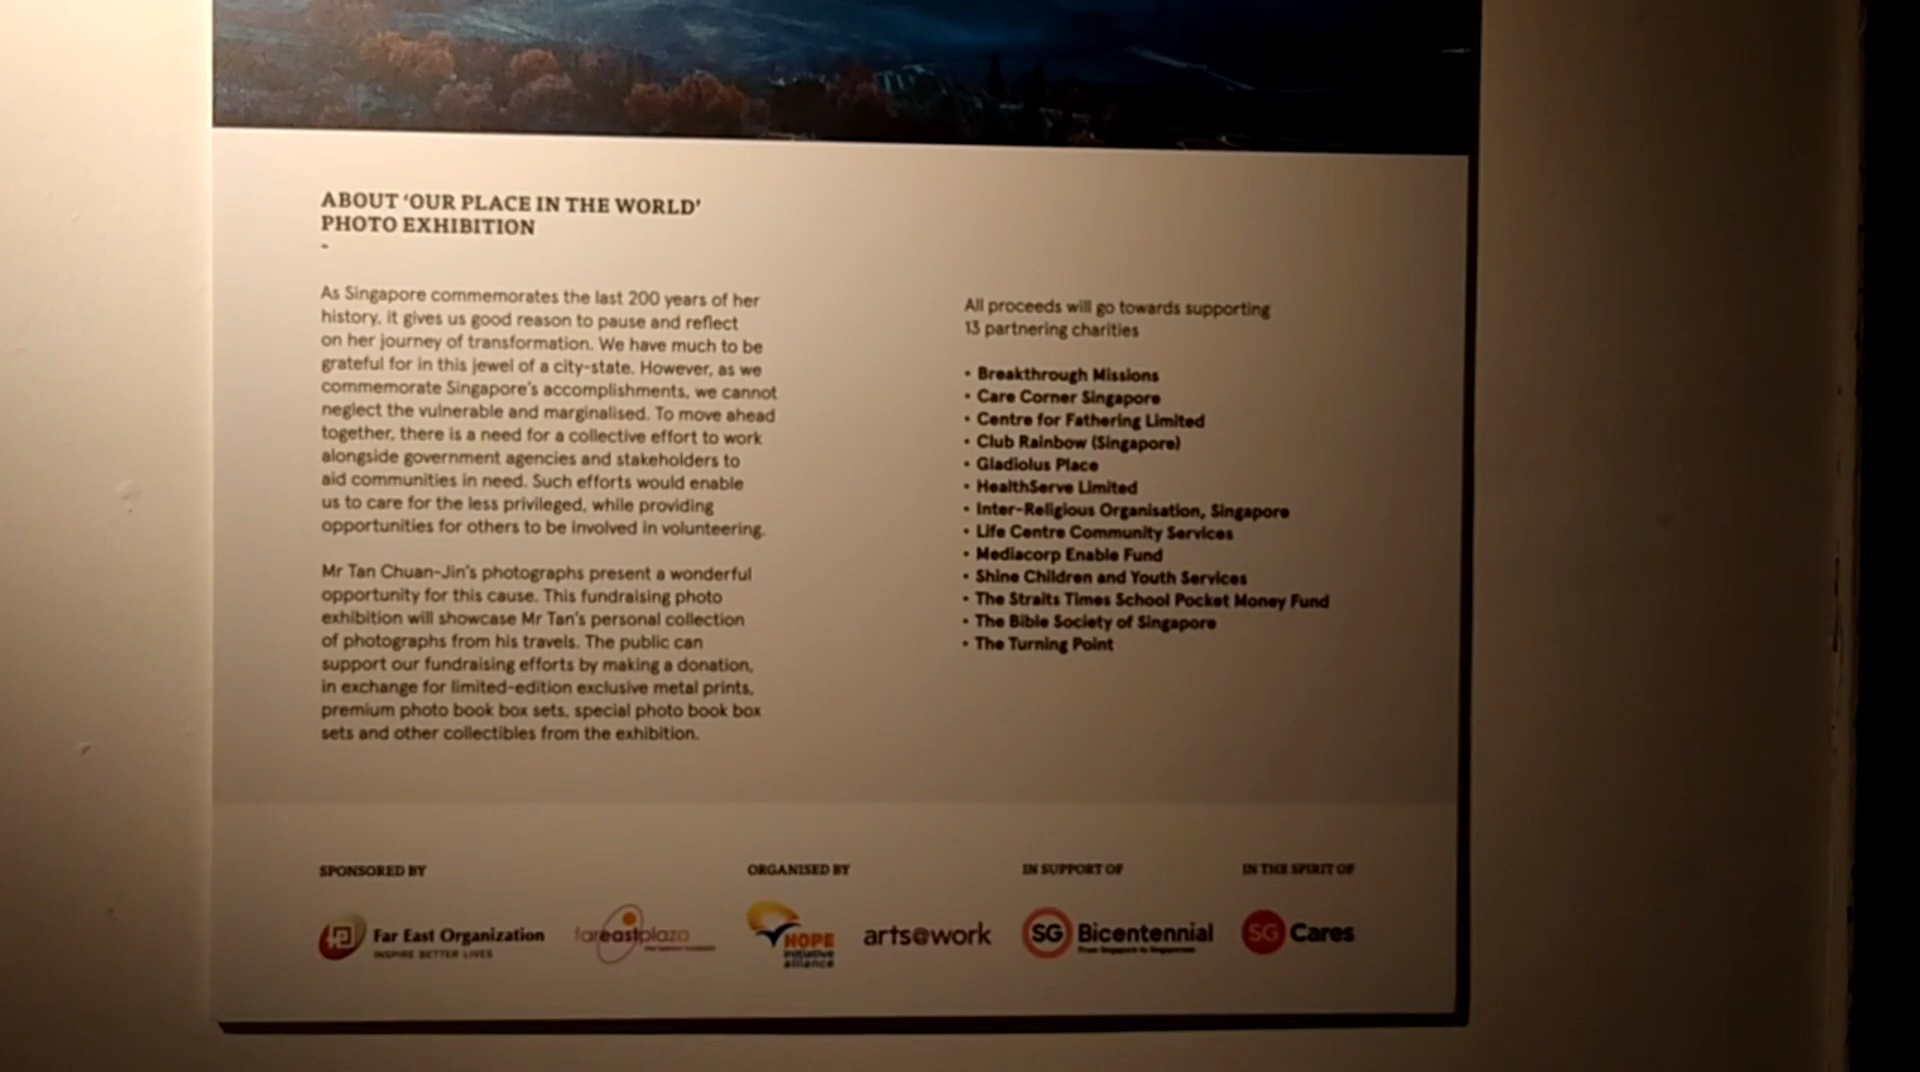 ABOUT ‘OUR PLACE IN THE WORLD’
PHOTO EXHIBITION
-
As Singapore commemorates the last 200 years of her
history, it gives us good reason to pause and reflect
on her journey of transformation. We have much to be
grateful for in this jewel of a city-state. However, as we
commemorate Singapore's accomplishments, we cannot
neglect the vulnerable and marginalised. To move ahead
together, there is a need for a collective effort to work
alongside government agencies and stakeholders to
aid communities in need. Such efforts would enable
us to care for the less privileged, while providing
opportunities for others to be involved in volunteering.
Mr Tan Chuan-Jin's photographs present a wonderful
opportunity for this cause. This fundraising photo
exhibition will showcase Mr Tan's personal collection
of photographs from his travels. The public can
support our fundraising efforts by making a donation,
in exchange for limited-edition exclusive metal prints,
premium photo book box sets, special photo book box
sets and other collectibles from the exhibition.
All proceeds will go towards supporting
13 partnering charities
• Breakthrough Missions
• Care Corner Singapore
• Centre for Fathering Limited
• Club Rainbow (Singapore)
• Gladiolus Place
• HealthServe Limited
• Inter-Religious Organisation, Singapore
• Life Centre Community Services
• Mediacorp Enable Fund
• Shine Children and Youth Services
• The Straits Times School Pocket Money Fund
• The Bible Society of Singapore
• The Turning Point
SPONSORED BY
Far East Organization
INSPIRE BETTER LIVES
fareastplaza
ORGANISED BY
HOPE
initiative
alliance
arts@work
IN SUPPORT OF
SG Bicentennial
From Singapore to Singaporean
IN THE SPIRIT OF
SG Cares